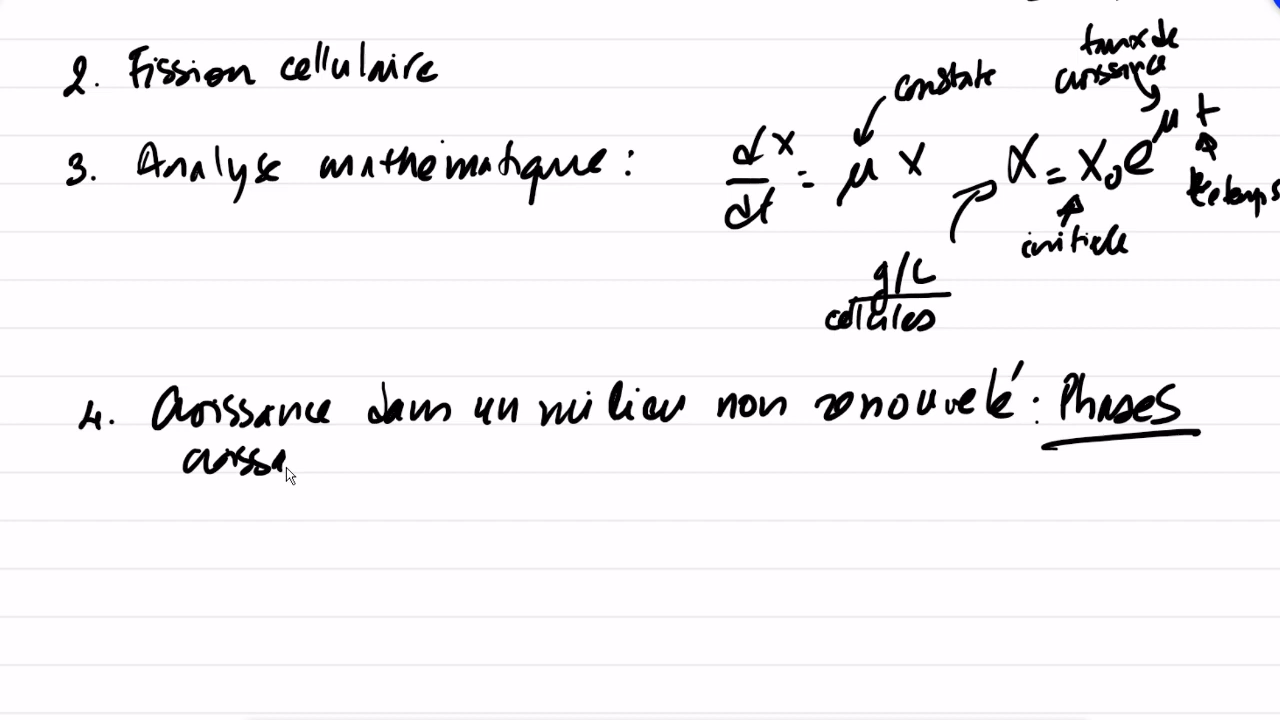 2. Fission cellulaire
3. Analyse mathématique : dx/dt = μ x
constate
X = X₀e^μt
taux de
croissance
le temps
initiale
g/L
cellules
4. Croissance dans un milieu non renouvelé : Phases
croissa